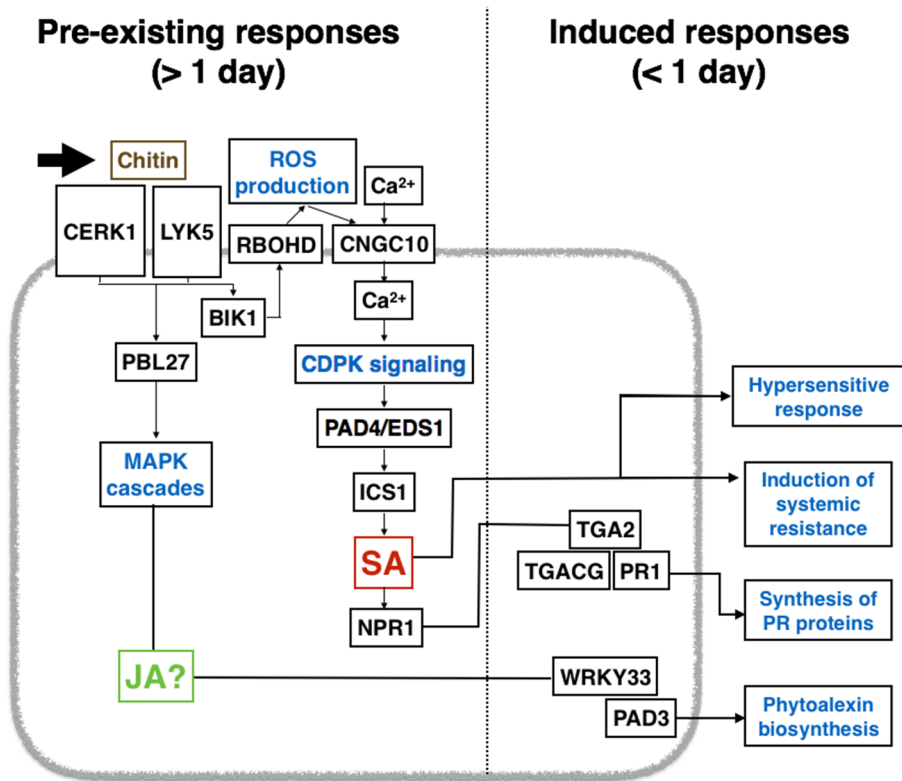 Pre-existing responses
(> 1 day)
Induced responses
(< 1 day)
Chitin
ROS
production
Ca²⁺
CERK1
LYK5
RBOHD
CNGC10
BIK1
Ca²⁺
PBL27
CDPK signaling
Hypersensitive
response
PAD4/EDS1
MAPK
cascades
ICS1
Induction of
systemic
resistance
TGA2
SA
TGACG
PR1
NPR1
Synthesis of
PR proteins
JA?
WRKY33
PAD3
Phytoalexin
biosynthesis